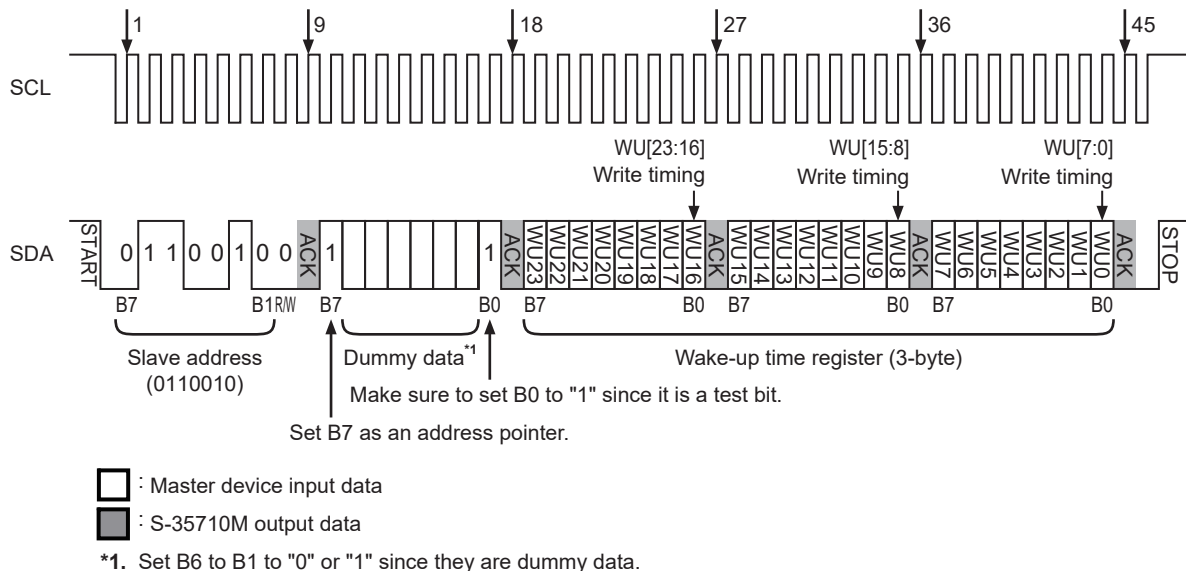 1 9 18 27 36 45
SCL
WU[23:16] WU[15:8] WU[7:0]
Write timing Write timing Write timing
SDA START 0 1 1 0 0 1 0 0 ACK 1 1 ACK WU23 WU22 WU21 WU20 WU19 WU18 WU17 WU16 ACK WU15 WU14 WU13 WU12 WU11 WU10 WU9 WU8 ACK WU7 WU6 WU5 WU4 WU3 WU2 WU1 WU0 ACK STOP
B7 B1 R/W B7 B0 B7 B0 B7 B0 B7 B0
Slave address Dummy data*1 Wake-up time register (3-byte)
(0110010)
Make sure to set B0 to "1" since it is a test bit.
Set B7 as an address pointer.
: Master device input data
: S-35710M output data
*1. Set B6 to B1 to "0" or "1" since they are dummy data.